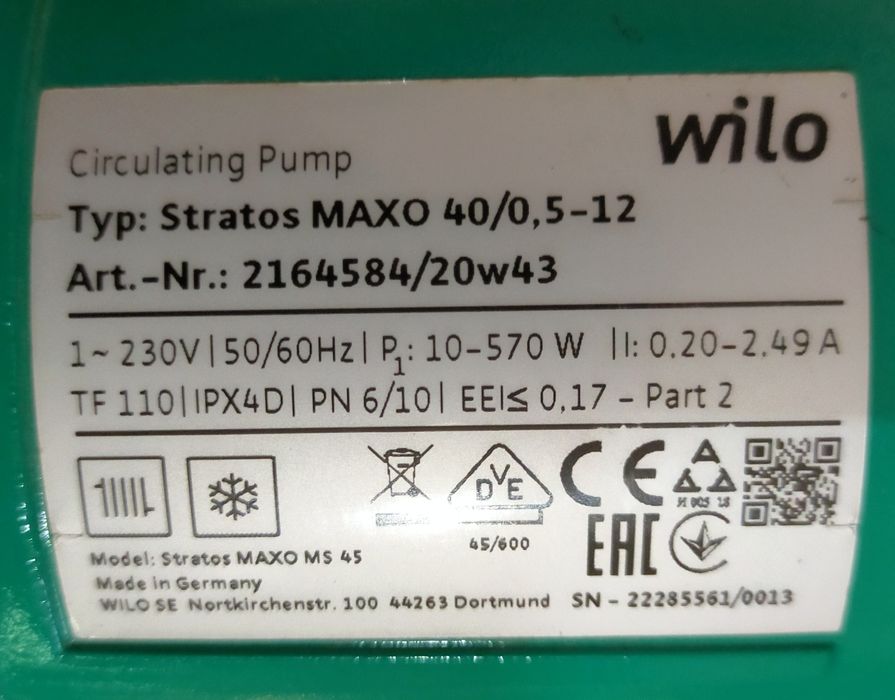 wilo
Circulating Pump
Typ: Stratos MAXO 40/0,5-12
Art.-Nr.: 2164584/20w43
1~ 230V | 50/60Hz | P1: 10-570 W | I: 0.20-2.49 A
TF 110 | IPX4D | PN 6/10 | EEI≤ 0,17 - Part 2
DVE
CE
A
45/600
EAC
Model: Stratos MAXO MS 45
Made in Germany
WILO SE Nortkirchenstr. 100 44263 Dortmund SN - 22285561/0013